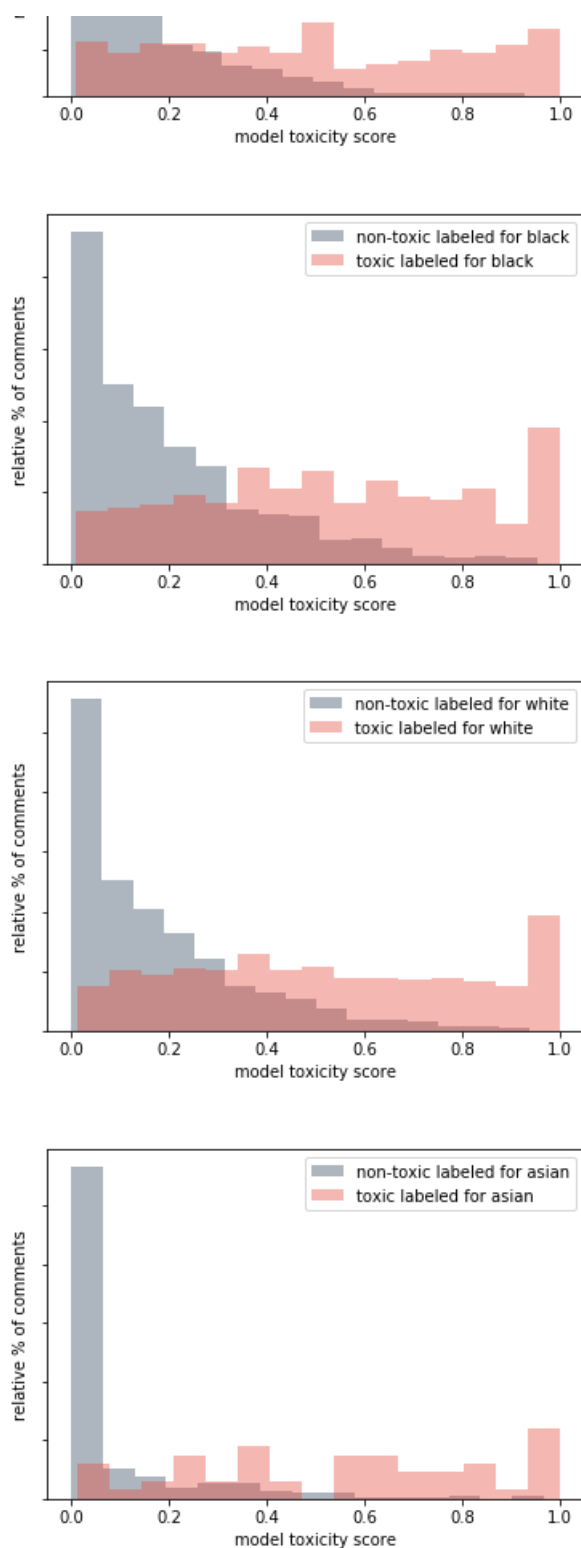 0.0 0.2 0.4 0.6 0.8 1.0
model toxicity score
non-toxic labeled for black
toxic labeled for black
relative % of comments
0.0 0.2 0.4 0.6 0.8 1.0
model toxicity score
non-toxic labeled for white
toxic labeled for white
relative % of comments
0.0 0.2 0.4 0.6 0.8 1.0
model toxicity score
non-toxic labeled for asian
toxic labeled for asian
relative % of comments
0.0 0.2 0.4 0.6 0.8 1.0
model toxicity score